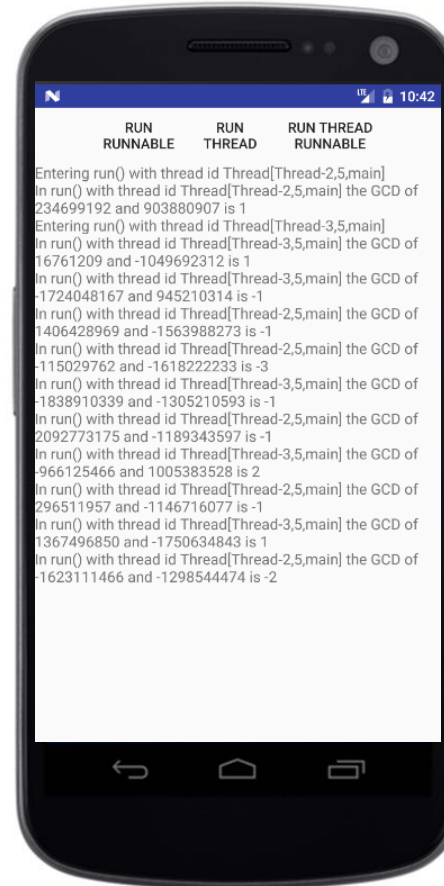 LTE 10:42
RUN RUN RUN THREAD
RUNNABLE THREAD RUNNABLE
Entering run() with thread id Thread[Thread-2,5,main]
In run() with thread id Thread[Thread-2,5,main] the GCD of
234699192 and 903880907 is 1
Entering run() with thread id Thread[Thread-3,5,main]
In run() with thread id Thread[Thread-3,5,main] the GCD of
16761209 and -1049692312 is 1
In run() with thread id Thread[Thread-3,5,main] the GCD of
-1724048167 and 945210314 is -1
In run() with thread id Thread[Thread-2,5,main] the GCD of
1406428969 and -1563988273 is -1
In run() with thread id Thread[Thread-2,5,main] the GCD of
-115029762 and -1618222233 is -3
In run() with thread id Thread[Thread-3,5,main] the GCD of
-1838910339 and -1305210593 is -1
In run() with thread id Thread[Thread-2,5,main] the GCD of
2092773175 and -1189343597 is -1
In run() with thread id Thread[Thread-3,5,main] the GCD of
-966125466 and 1005383528 is 2
In run() with thread id Thread[Thread-2,5,main] the GCD of
296511957 and -1146716077 is -1
In run() with thread id Thread[Thread-3,5,main] the GCD of
1367496850 and -1750634843 is 1
In run() with thread id Thread[Thread-2,5,main] the GCD of
-1623111466 and -1298544474 is -2